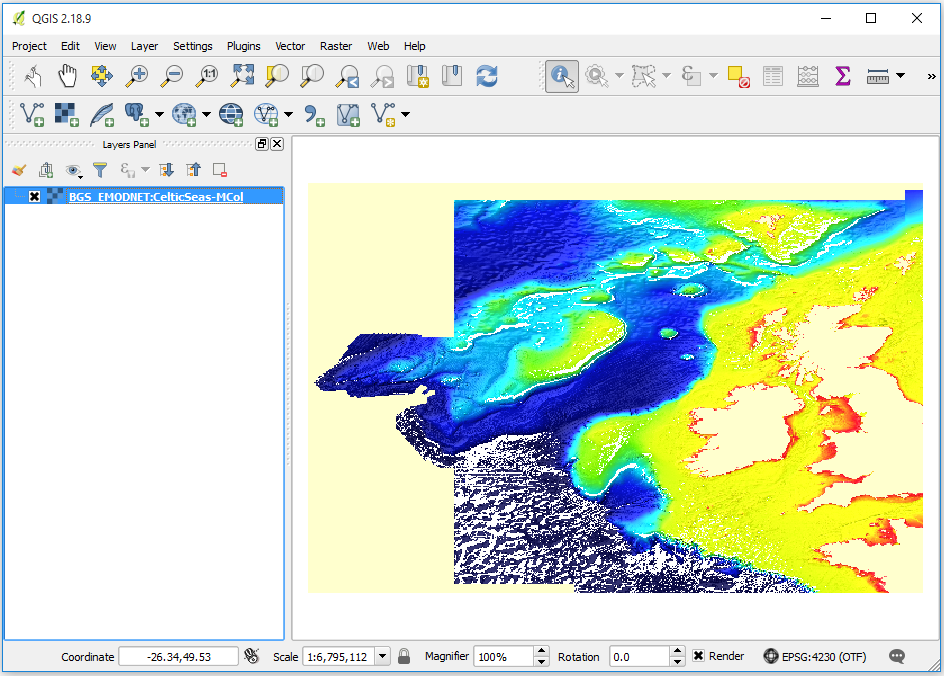 QGIS 2.18.9
Project Edit View Layer Settings Plugins Vector Raster Web Help
1:1
»
Layers Panel
BGS_EMODNET:CelticSeas-MCol
Coordinate -26.34,49.53 Scale 1:6,795,112 Magnifier 100% Rotation 0.0 Render EPSG:4230 (OTF)